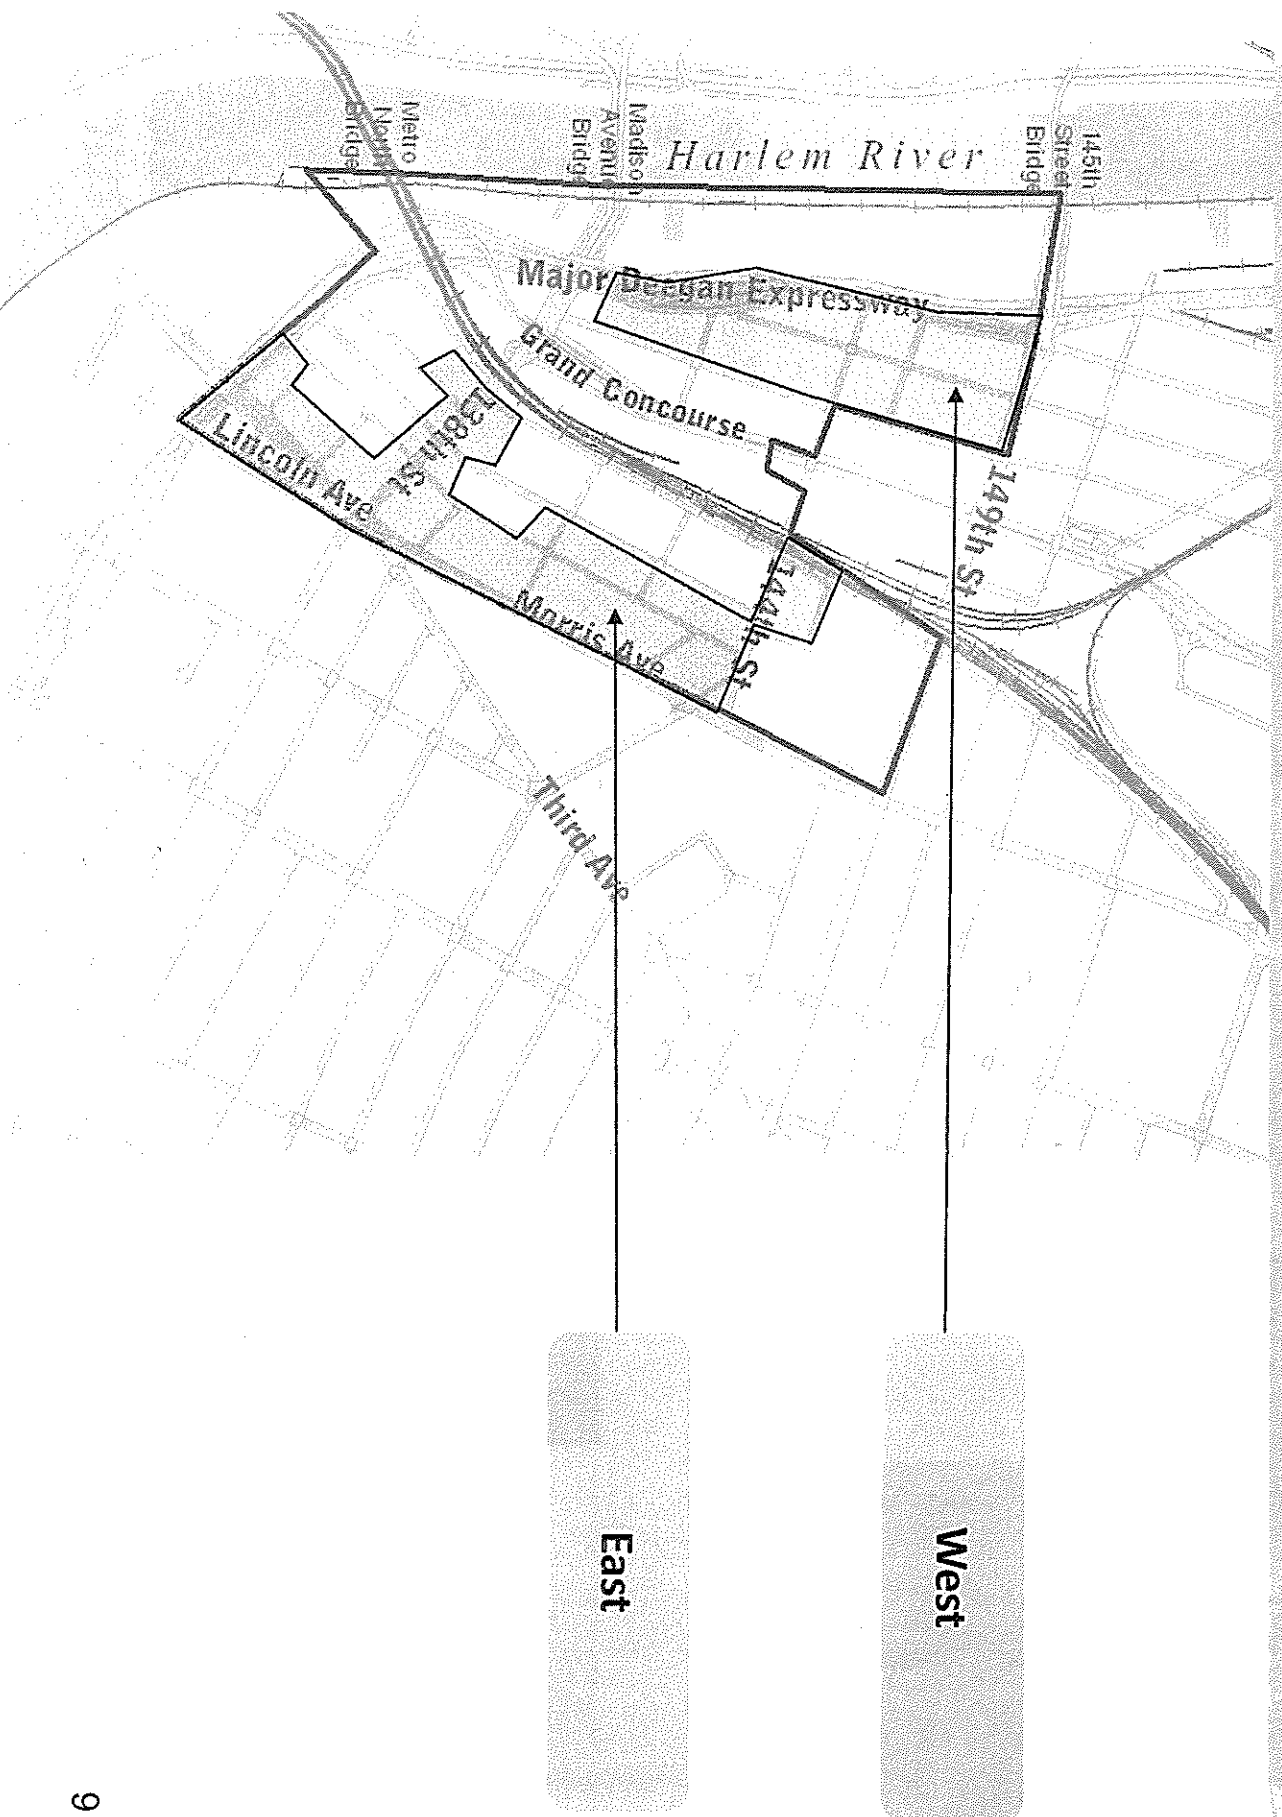 145th
Street
Bridge
Harlem River
Madison
Avenue
Bridge
Metro
North
Bridge
Major Deegan Expressway
Grand Concourse
149th St
138th St
144th St
Lincoln Ave
Morris Ave
Third Ave
West
East
9